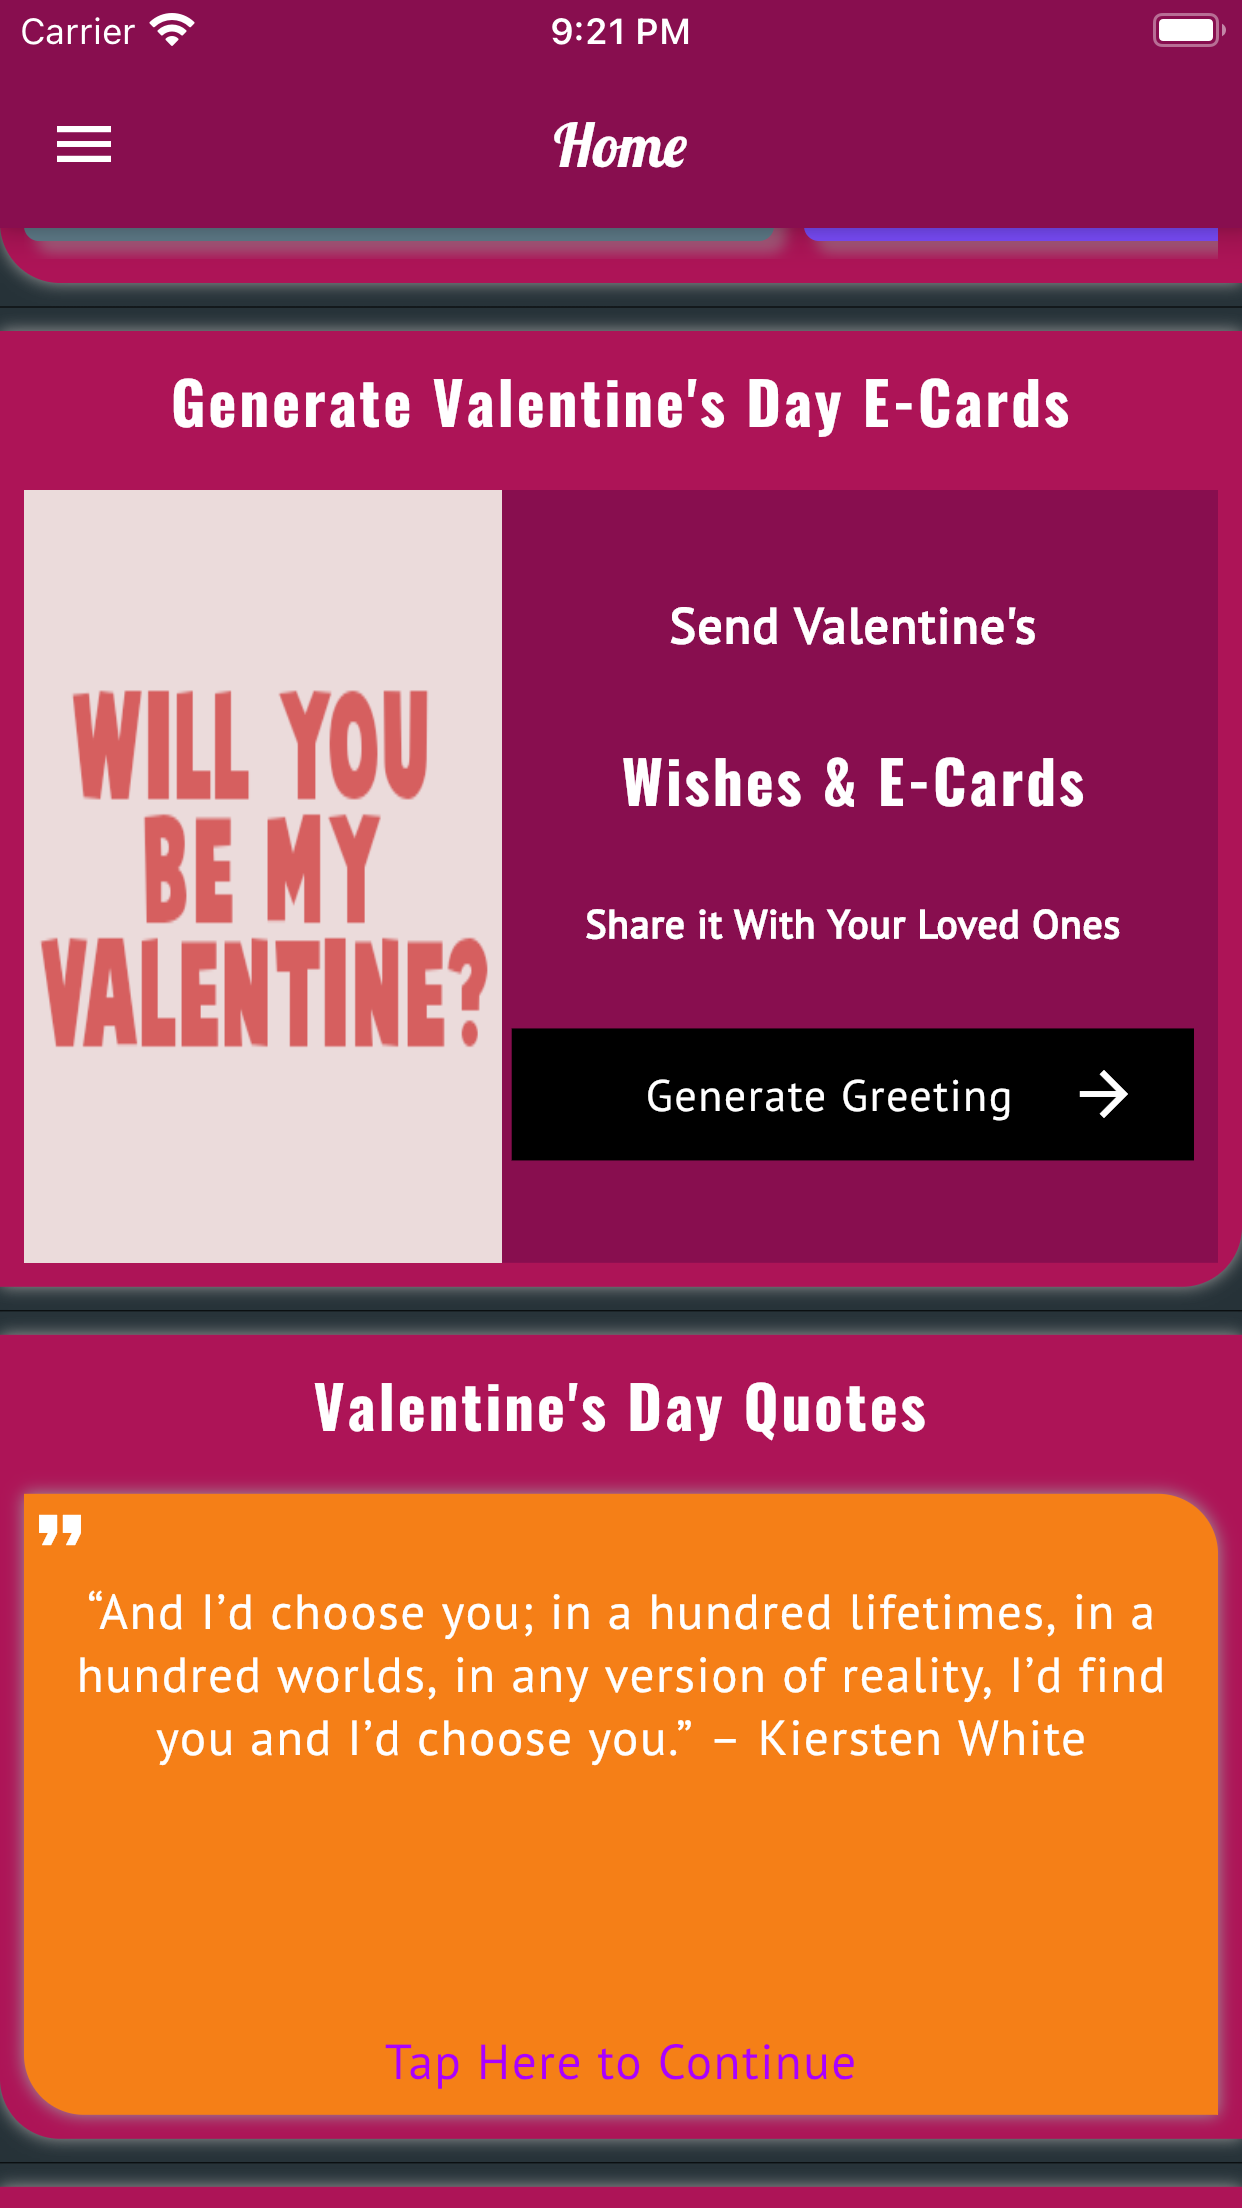 Carrier 9:21 PM
Home
Generate Valentine's Day E-Cards
WILL YOU
BE MY
VALENTINE?
Send Valentine's
Wishes & E-Cards
Share it With Your Loved Ones
Generate Greeting
Valentine's Day Quotes
“And I’d choose you; in a hundred lifetimes, in a
hundred worlds, in any version of reality, I’d find
you and I’d choose you.” – Kiersten White
Tap Here to Continue